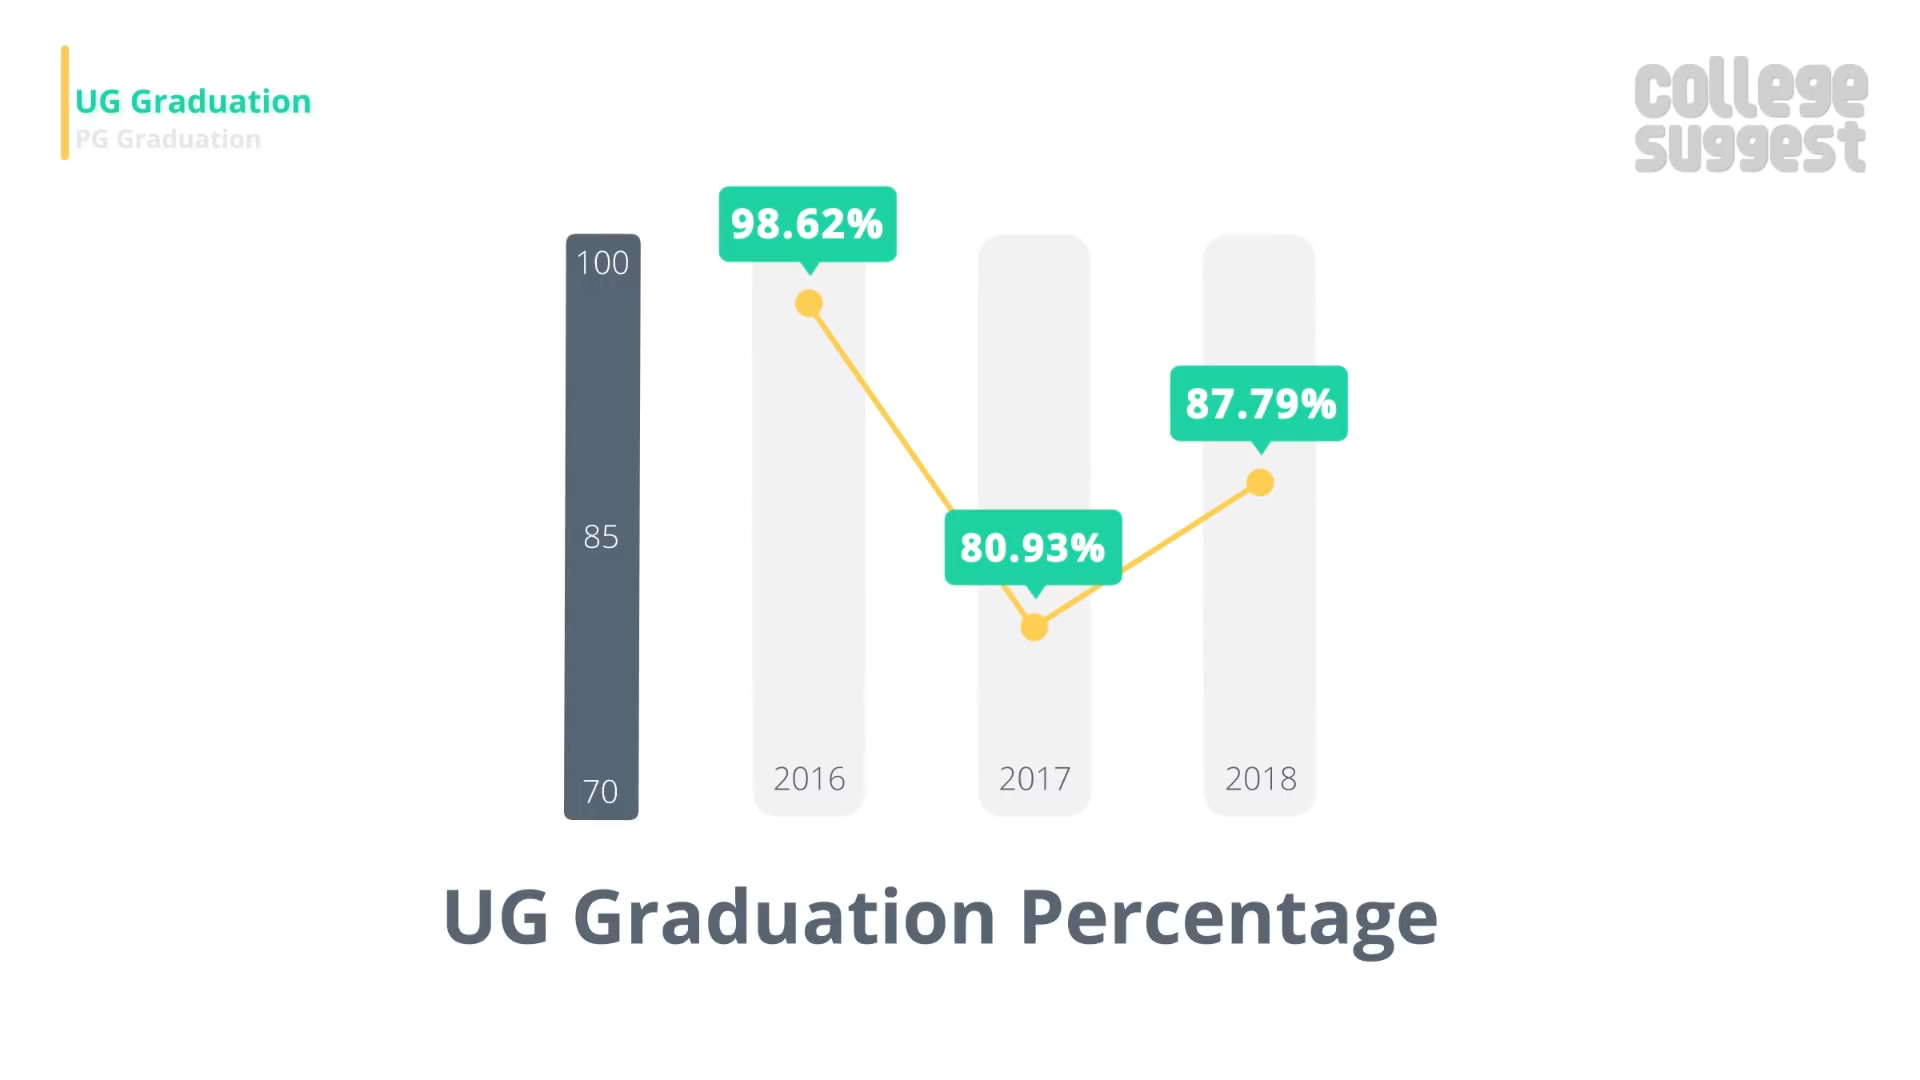 UG Graduation
PG Graduation
college
suggest
98.62%
100
87.79%
85
80.93%
70
2016
2017
2018
UG Graduation Percentage